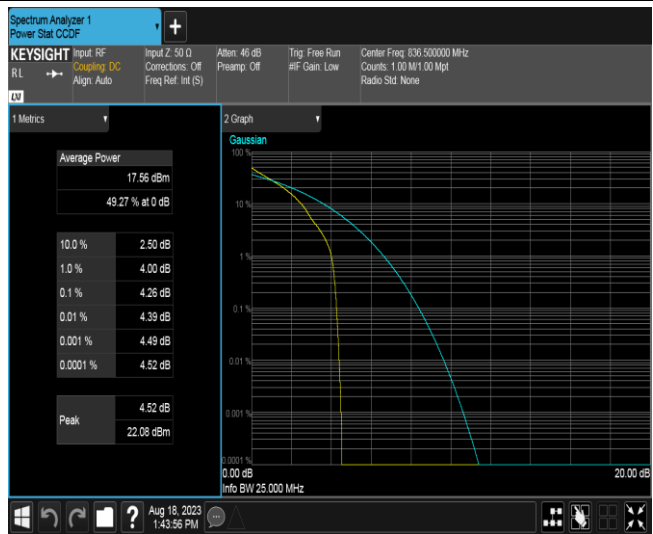 Spectrum Analyzer 1
Power Stat CCDF
+
KEYSIGHT
Input: RF
Input Z: 50 Ω
Atten: 46 dB
Trig: Free Run
Center Freq: 836.500000 MHz
R L
Coupling: DC
Corrections: Off
Preamp: Off
#IF Gain: Low
Counts: 1.00 M/1.00 Mpt
Align: Auto
Freq Ref: Int (S)
Radio Std: None
LXI
1 Metrics
Average Power
17.56 dBm
49.27 % at 0 dB
10.0 % 2.50 dB
1.0 % 4.00 dB
0.1 % 4.26 dB
0.01 % 4.39 dB
0.001 % 4.49 dB
0.0001 % 4.52 dB
Peak
4.52 dB
22.08 dBm
2 Graph
Gaussian
100 %
10 %
1 %
0.1 %
0.01 %
0.001 %
0.0001 %
0.00 dB 20.00 dB
Info BW 25.000 MHz
?
Aug 18, 2023
1:43:56 PM